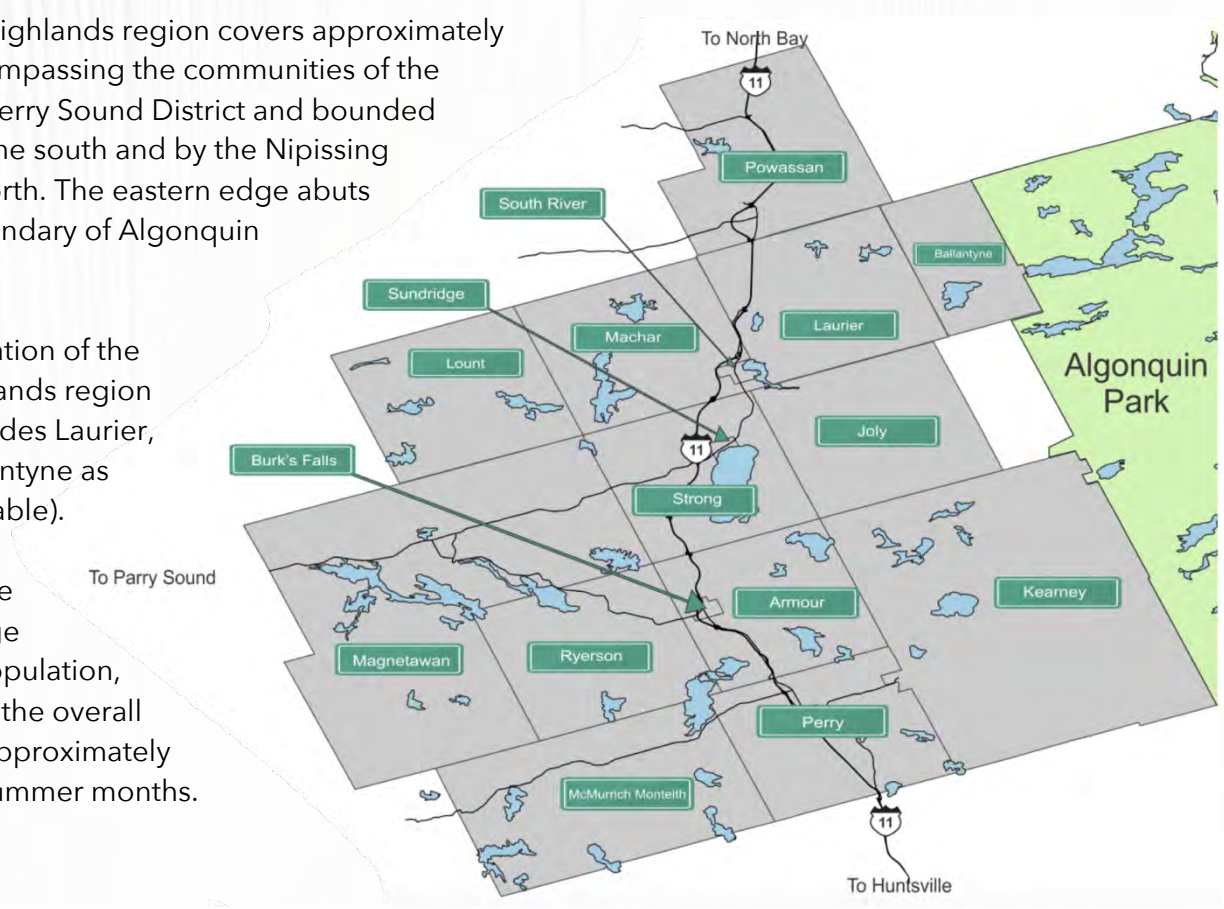 ighlands region covers approximately
mpassing the communities of the
erry Sound District and bounded
ne south and by the Nipissing
orth. The eastern edge abuts
ndary of Algonquin
ation of the
ands region
des Laurier,
ntyne as
able).
e
ge
opulation,
the overall
pproximately
ummer months.
To North Bay
11
Powassan
South River
Ballantyne
Sundridge
Laurier
Machar
Lount
Algonquin
Park
Joly
11
Burk's Falls
Strong
To Parry Sound
Kearney
Armour
Ryerson
Magnetawan
Perry
McMurrich Monteith
11
To Huntsville